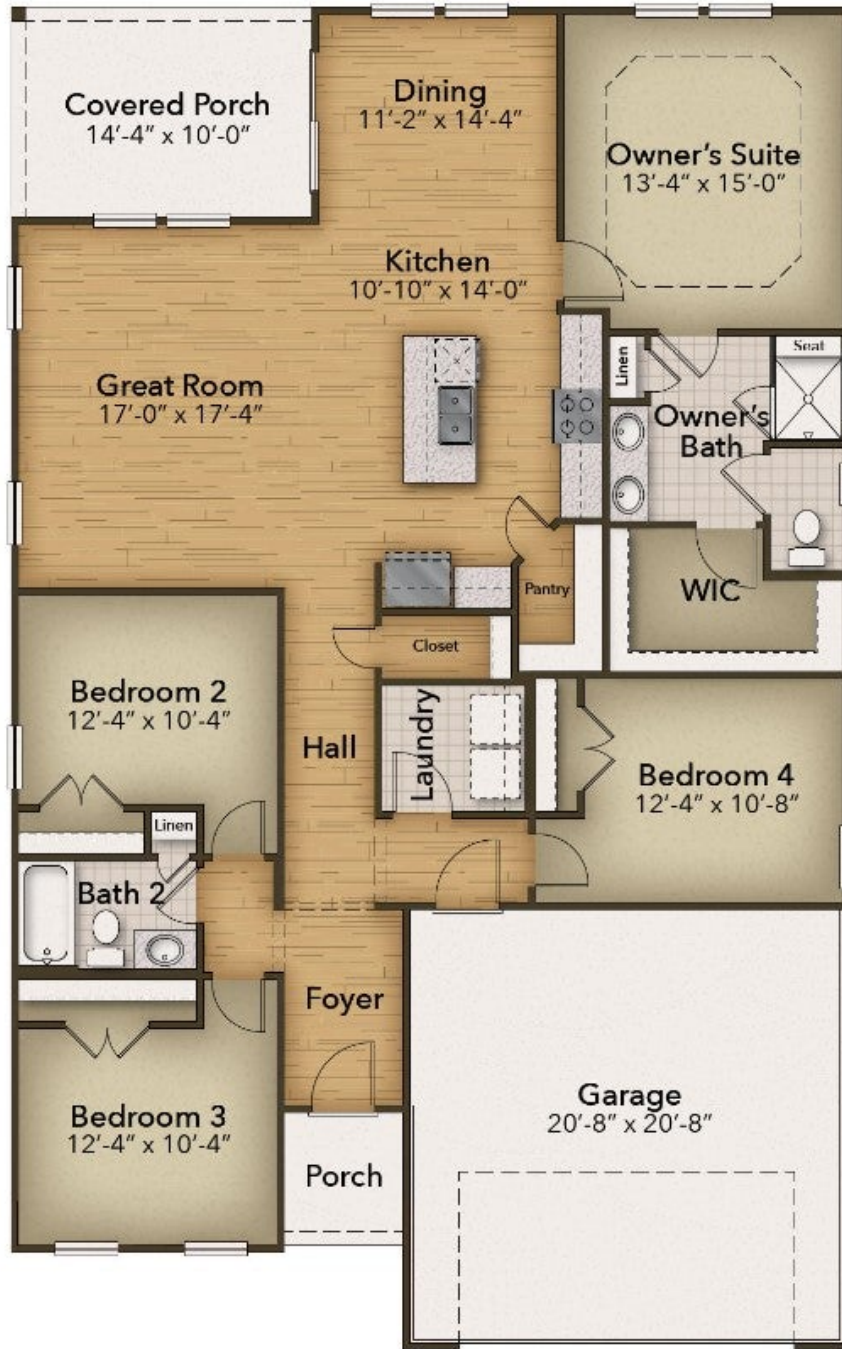 Covered Porch
14'-4" x 10'-0"
Dining
11'-2" x 14'-4"
Owner's Suite
13'-4" x 15'-0"
Kitchen
10'-10" x 14'-0"
Great Room
17'-0" x 17'-4"
Linen
Seat
Owner's
Bath
Pantry
WIC
Closet
Bedroom 2
12'-4" x 10'-4"
Hall
Laundry
Bedroom 4
12'-4" x 10'-8"
Linen
Bath 2
Foyer
Bedroom 3
12'-4" x 10'-4"
Porch
Garage
20'-8" x 20'-8"